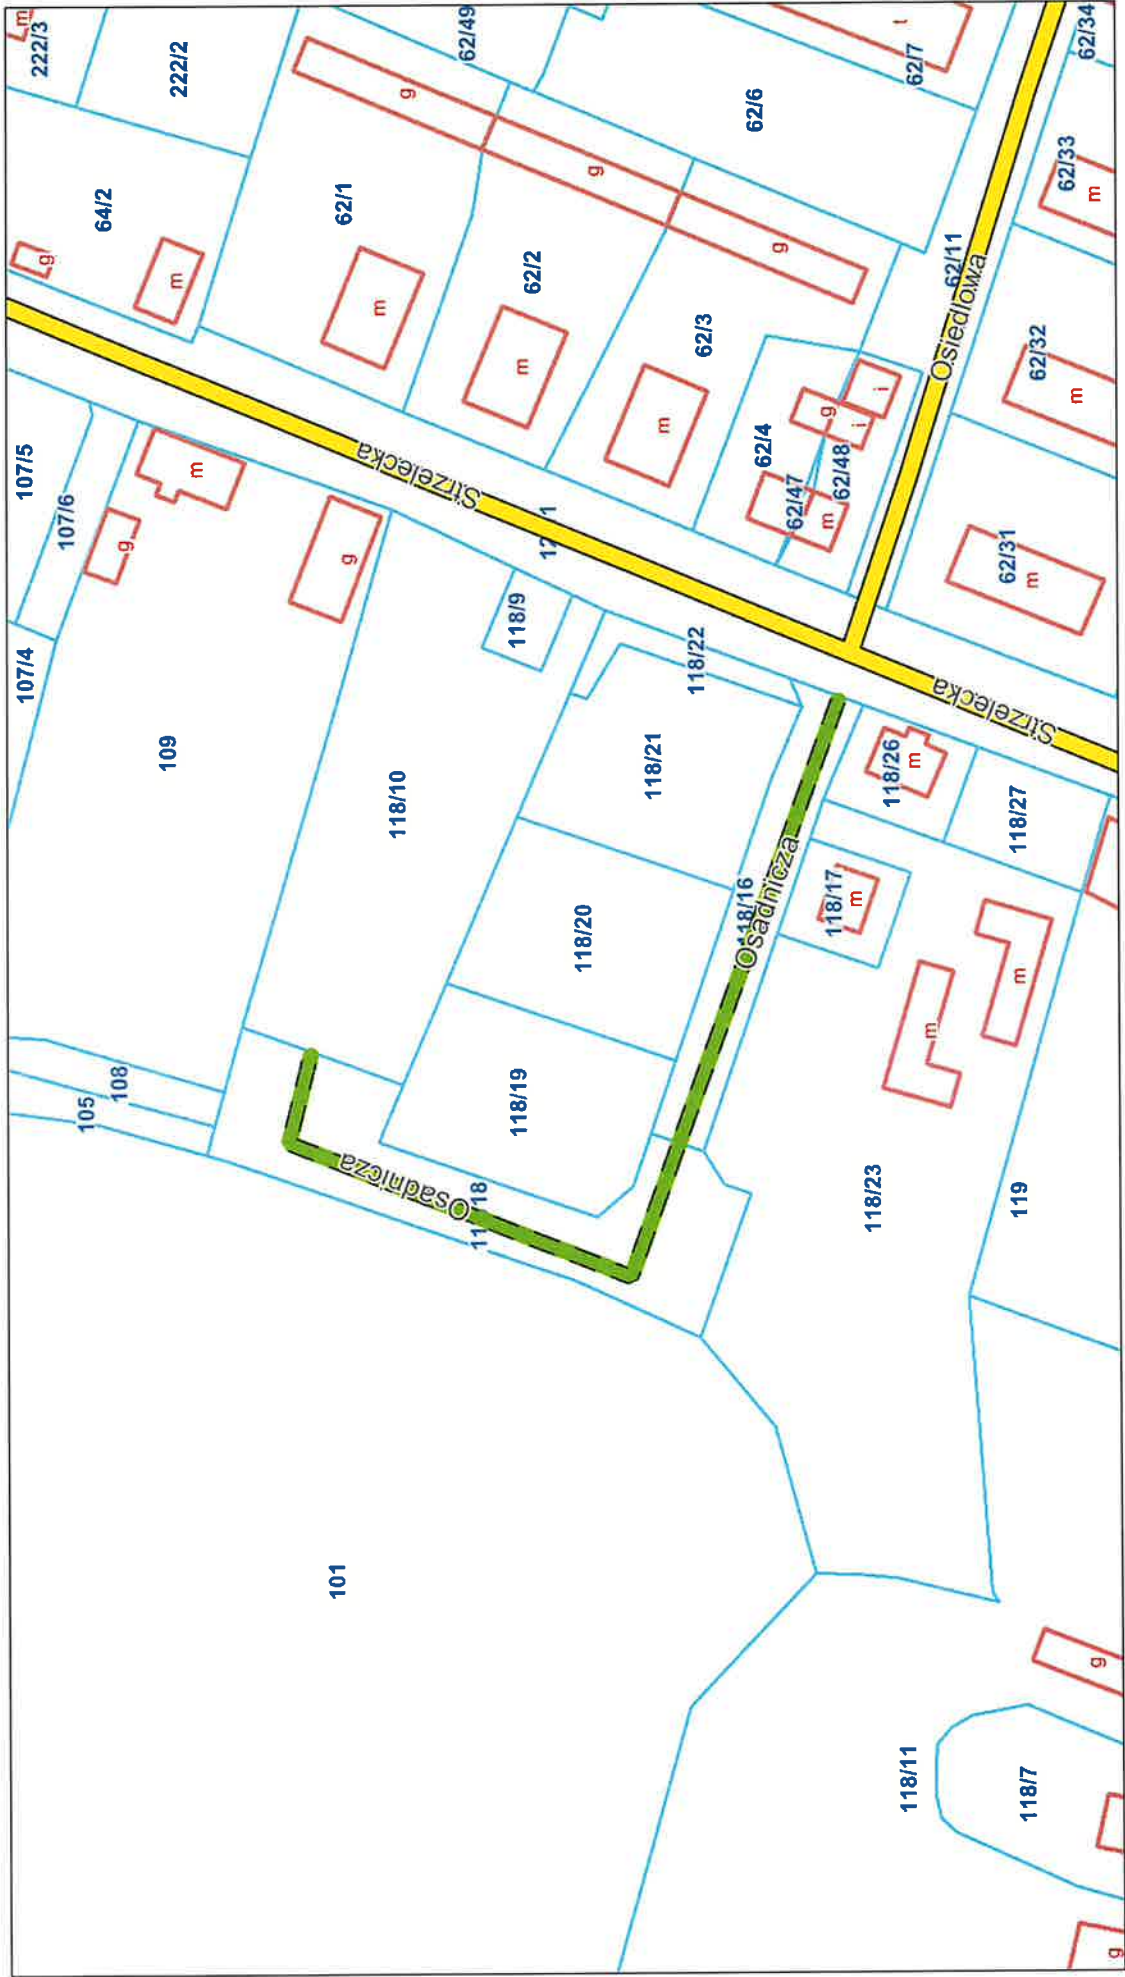 222/3
m
107/5
107/4
g
107/6
105
64/2
108
g
222/2
m
109
m
101
62/1
g
m
g
Strzelecka
118/10
Osadnicza
62/49
118/9
118/19
62/2
m
118/20
g
118/21
m
118/22
62/3
118/16
Osadnicza
62/6
62/4
g
62/47
m
g
118/17
m
62/48
i
i
118/23
118/26
m
118/11
t
62/7
m
62/11
Osiedlowa
Strzelecka
62/31
m
118/27
m
119
118/7
62/32
m
62/33
m
62/34
g
g